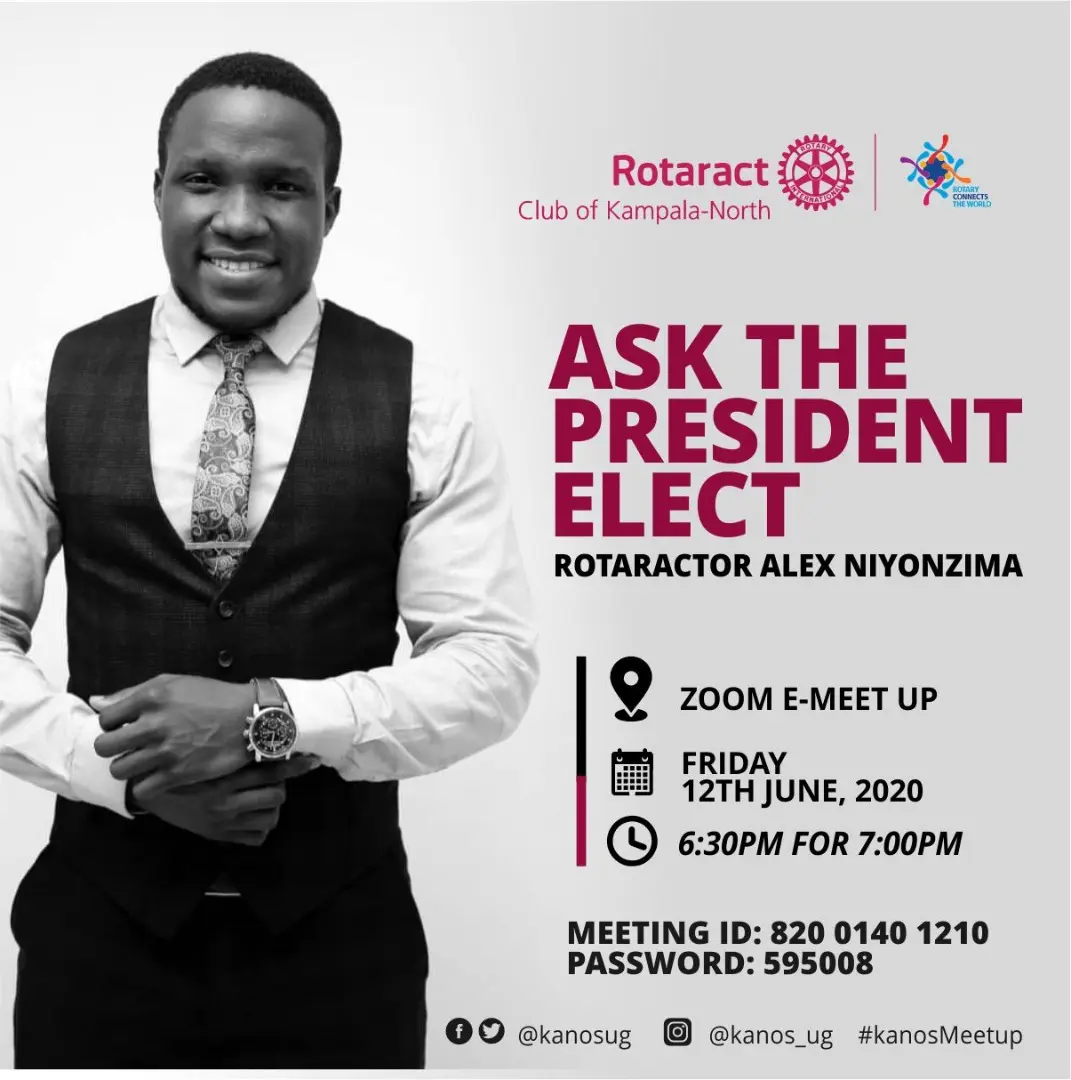 Rotaract
Club of Kampala-North
ROTARY
INTERNATIONAL
ROTARY
CONNECTS
THE WORLD
ASK THE
PRESIDENT
ELECT
ROTARACTOR ALEX NIYONZIMA
ZOOM E-MEET UP
FRIDAY
12TH JUNE, 2020
6:30PM FOR 7:00PM
MEETING ID: 820 0140 1210
PASSWORD: 595008
@kanosug @kanos_ug #kanosMeetup